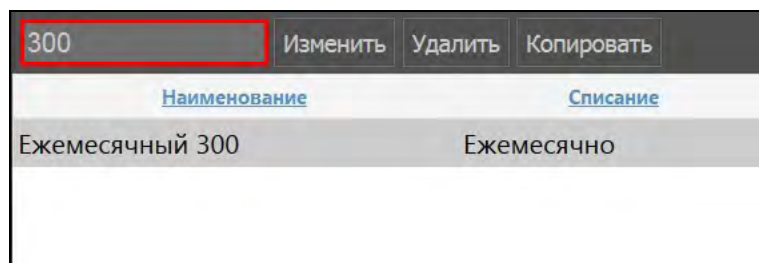 300 Изменить Удалить Копировать
Наименование Списание
Ежемесячный 300 Ежемесячно